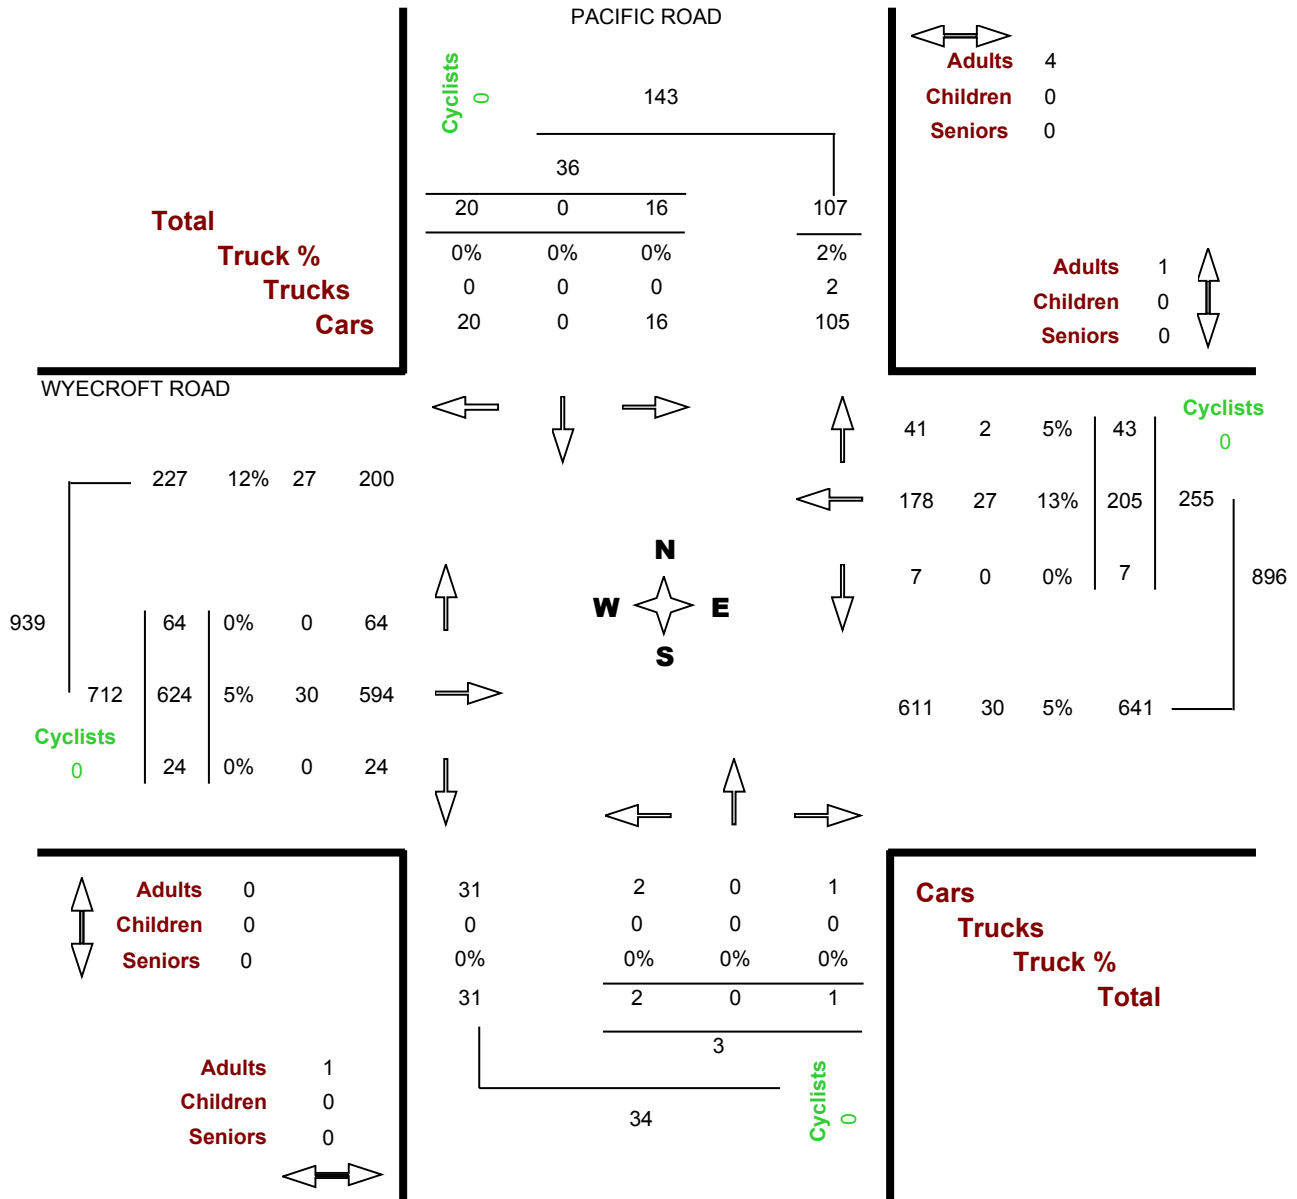 PACIFIC ROAD
Cyclists
0
143
Adults 4
Children 0
Seniors 0
36
Total
20 0 16 107
Truck %
0% 0% 0% 2%
Trucks
0 0 0 2
Cars
20 0 16 105
Adults 1
Children 0
Seniors 0
WYECROFT ROAD
Cyclists
0
41 2 5% 43
227 12% 27 200
178 27 13% 205 255
7 0 0% 7
896
N
W E
S
939
64 0% 0 64
712 624 5% 30 594
611 30 5% 641
Cyclists
0
24 0% 0 24
Adults 0
Children 0
Seniors 0
31 2 0 1
0 0 0 0
0% 0% 0% 0%
31 2 0 1
Cars
Trucks
Truck %
Total
3
Adults 1
Children 0
Seniors 0
34
Cyclists
0